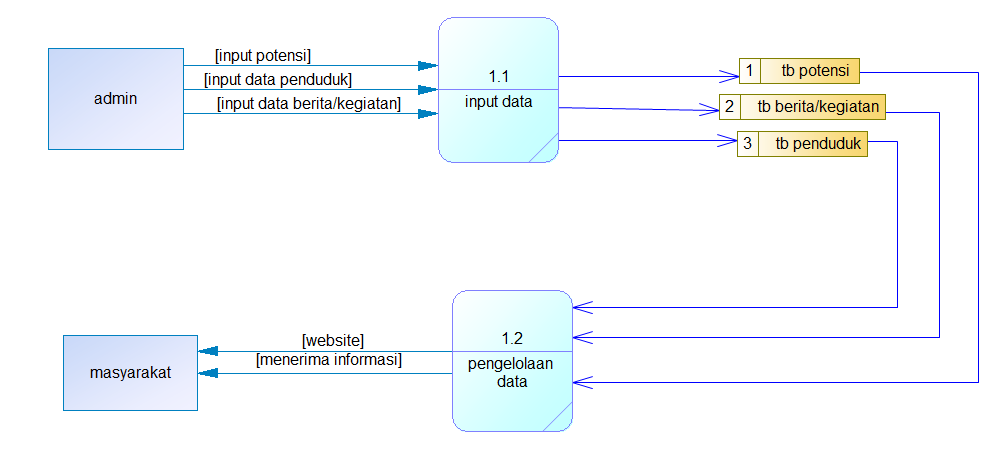 [input potensi]
[input data penduduk]
[input data berita/kegiatan]
admin
1.1
input data
1 tb potensi
2 tb berita/kegiatan
3 tb penduduk
[website]
[menerima informasi]
masyarakat
1.2
pengelolaan
data